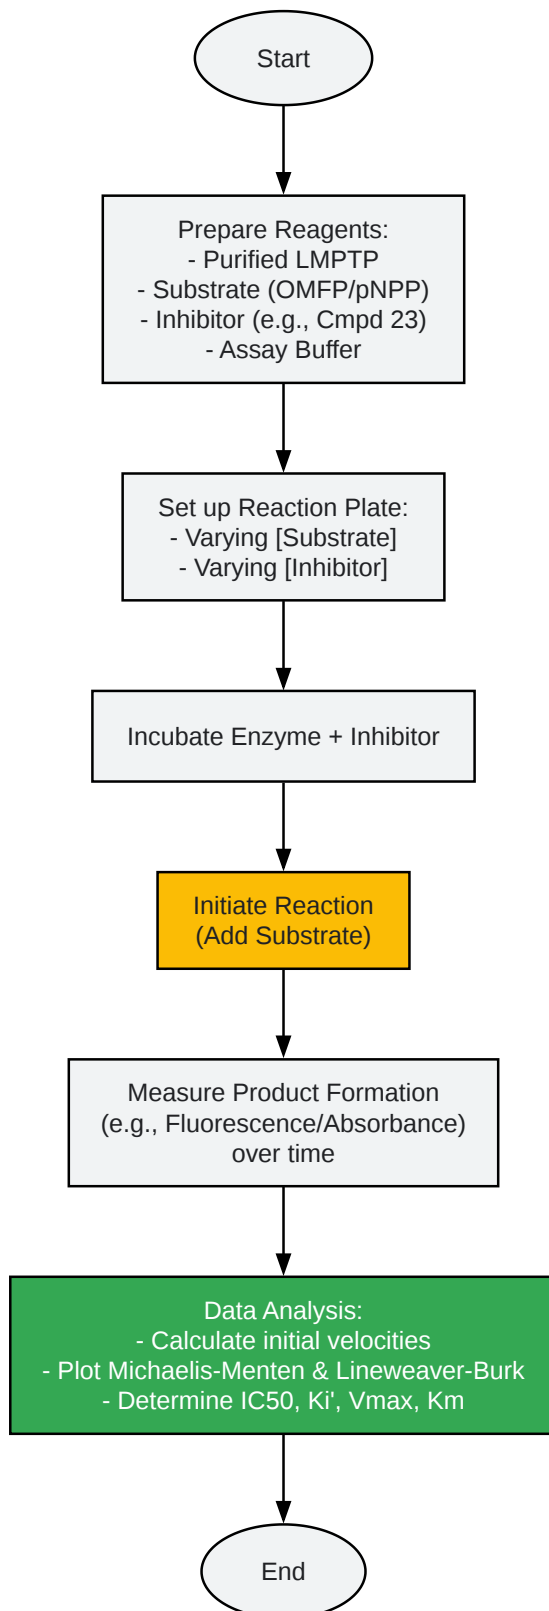 Start
Prepare Reagents:
- Purified LMPTP
- Substrate (OMFP/pNPP)
- Inhibitor (e.g., Cmpd 23)
- Assay Buffer
Set up Reaction Plate:
- Varying [Substrate]
- Varying [Inhibitor]
Incubate Enzyme + Inhibitor
Initiate Reaction
(Add Substrate)
Measure Product Formation
(e.g., Fluorescence/Absorbance)
over time
Data Analysis:
- Calculate initial velocities
- Plot Michaelis-Menten & Lineweaver-Burk
- Determine IC50, Ki', Vmax, Km
End